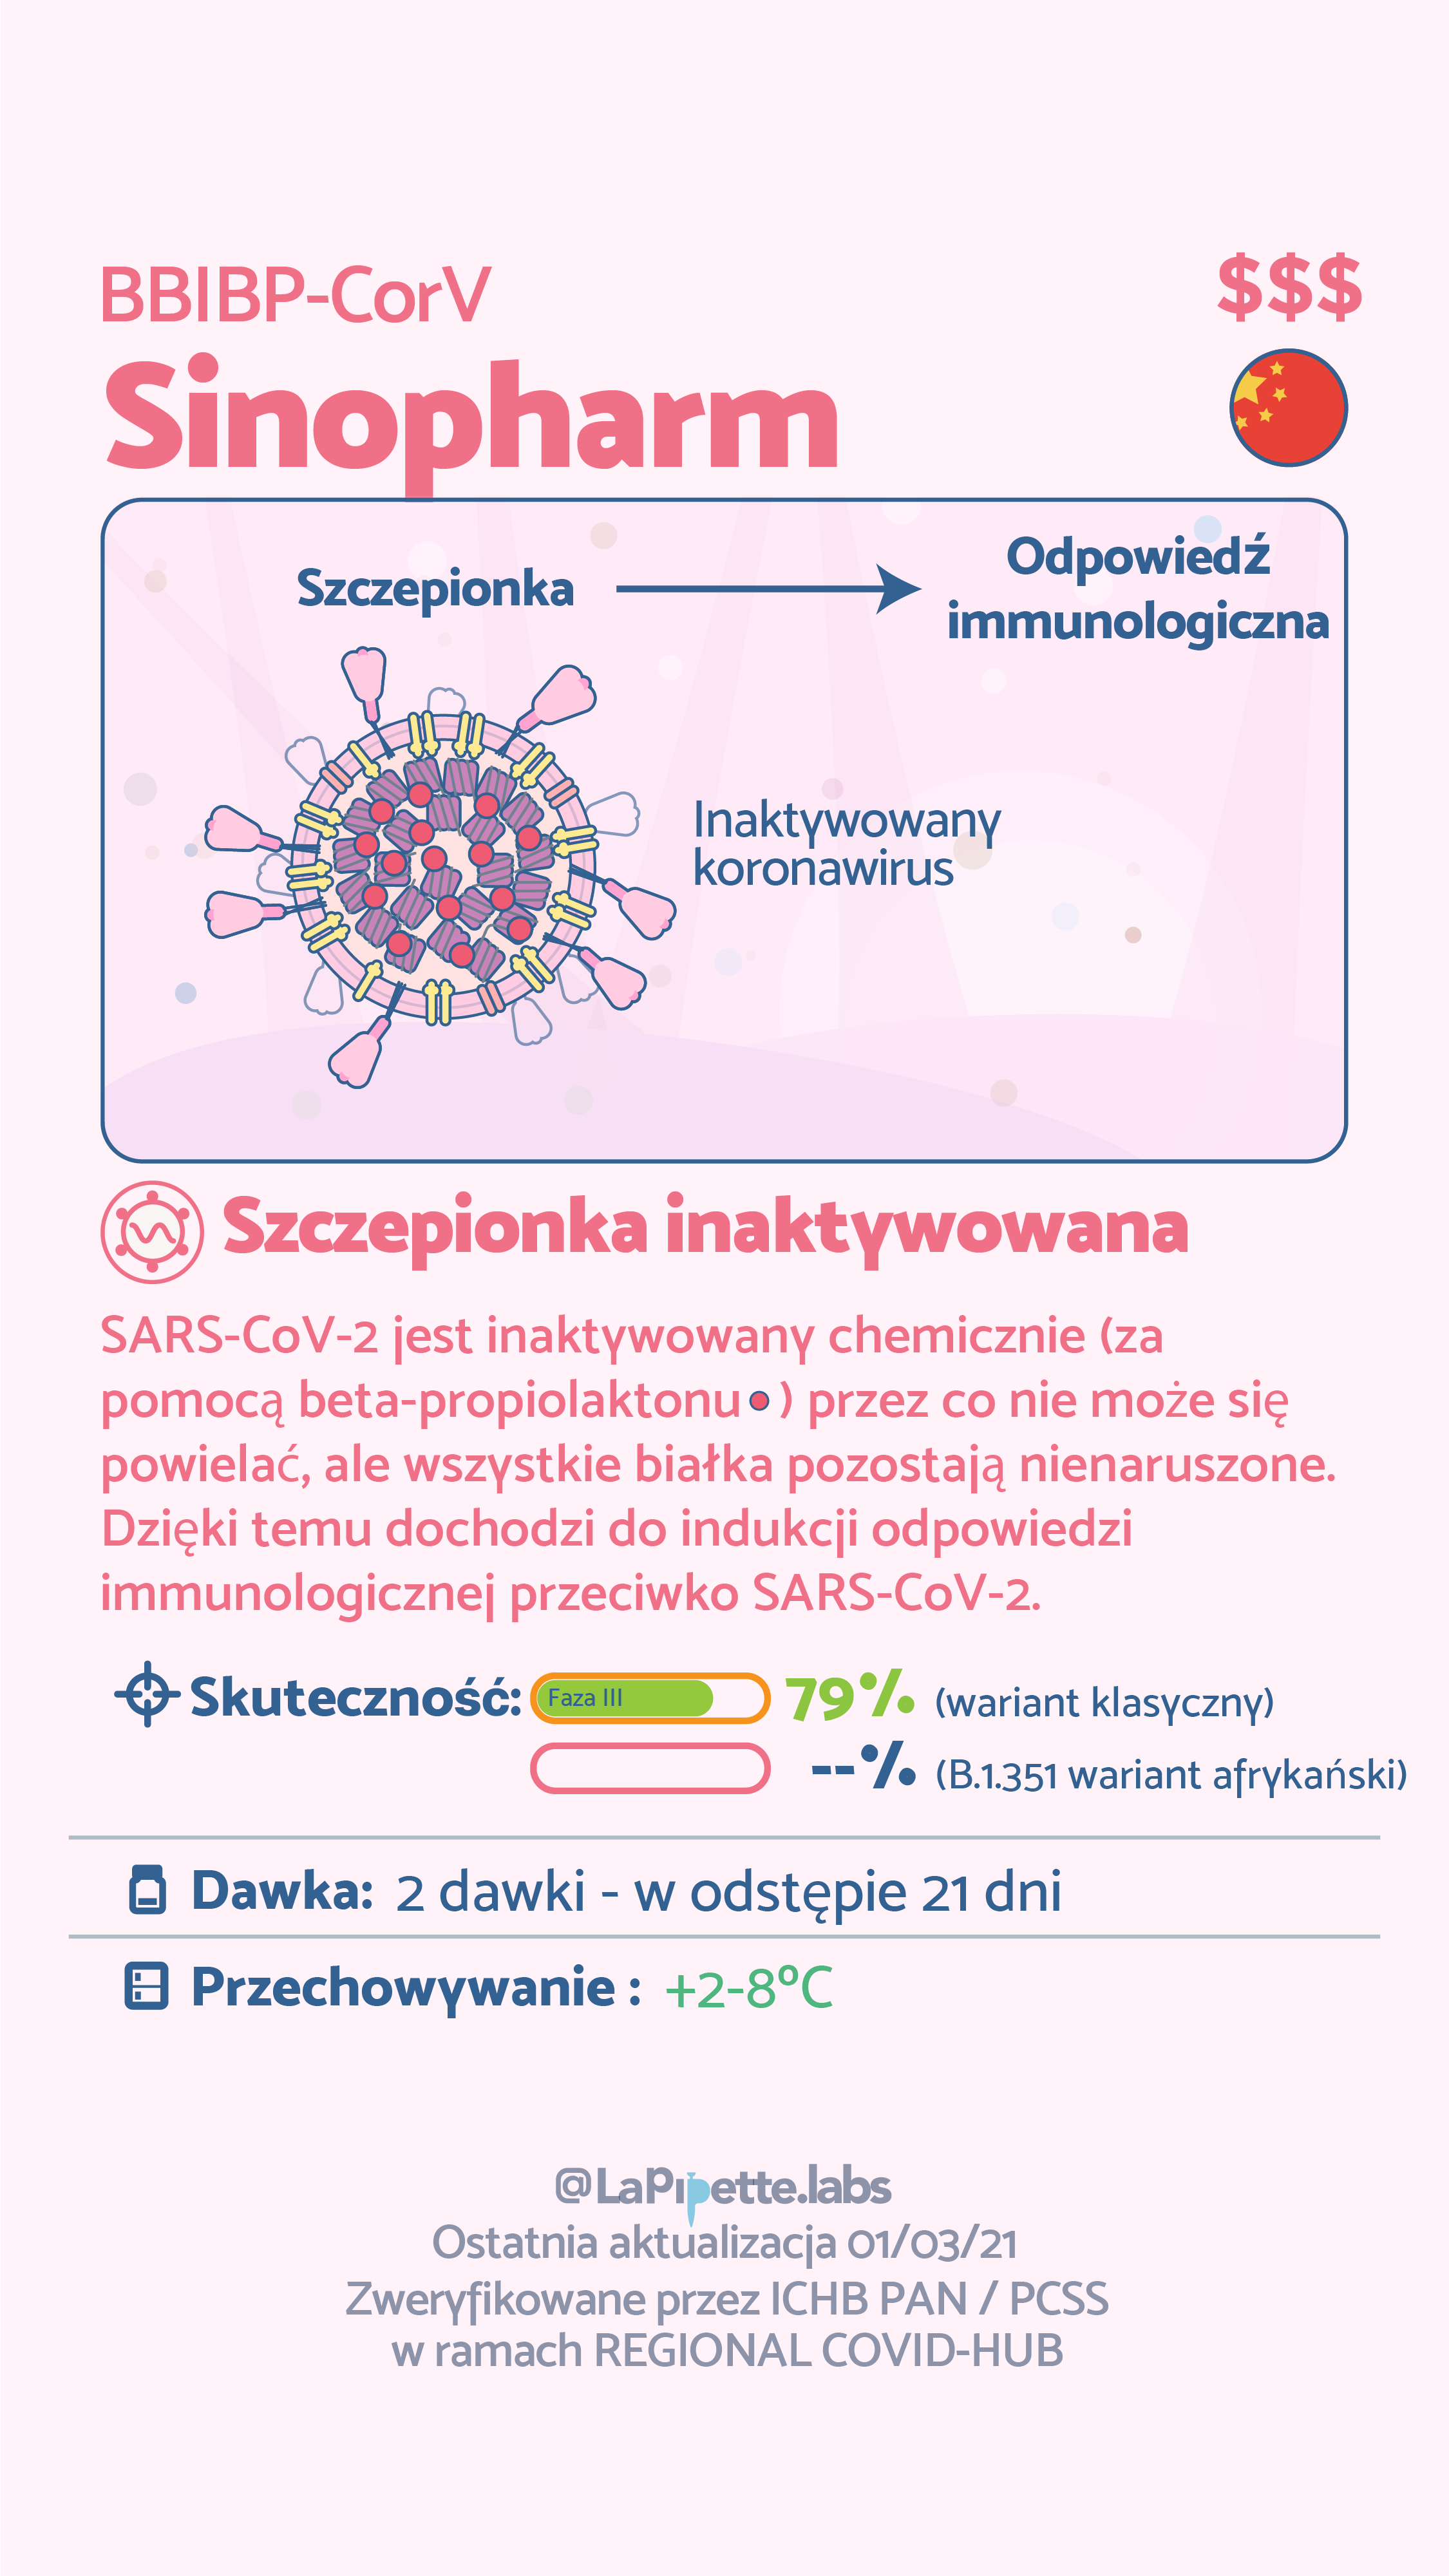 BBIBP-CorV
$$$
Sinopharm
Szczepionka
Odpowiedź
immunologiczna
Inaktywowany
koronawirus
Szczepionka inaktywowana
SARS-CoV-2 jest inaktywowany chemicznie (za
pomocą beta-propiolaktonu ) przez co nie może się
powielać, ale wszystkie białka pozostają nienaruszone.
Dzięki temu dochodzi do indukcji odpowiedzi
immunologicznej przeciwko SARS-CoV-2.
Skuteczność: Faza III 79% (wariant klasyczny)
--% (B.1.351 wariant afrykański)
Dawka: 2 dawki - w odstępie 21 dni
Przechowywanie : +2-8ºC
@LaPipette.labs
Ostatnia aktualizacja 01/03/21
Zweryfikowane przez ICHB PAN / PCSS
w ramach REGIONAL COVID-HUB